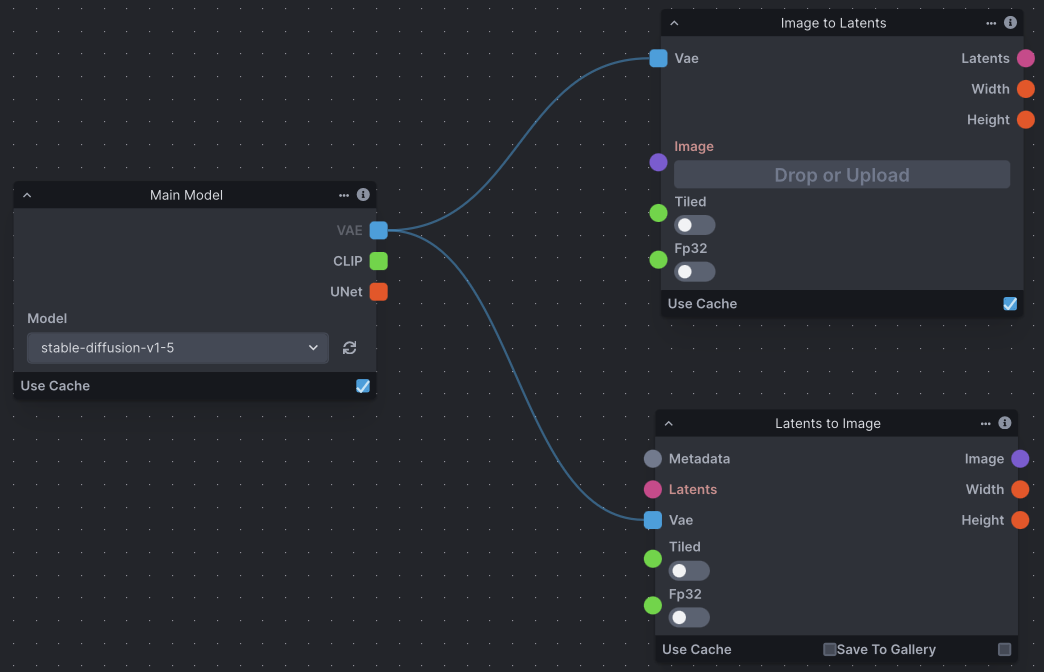 Image to Latents
Vae
Latents
Width
Height
Image
Drop or Upload
Tiled
Fp32
Use Cache
Main Model
VAE
CLIP
UNet
Model
stable-diffusion-v1-5
Use Cache
Latents to Image
Metadata
Image
Latents
Width
Vae
Height
Tiled
Fp32
Use Cache
Save To Gallery